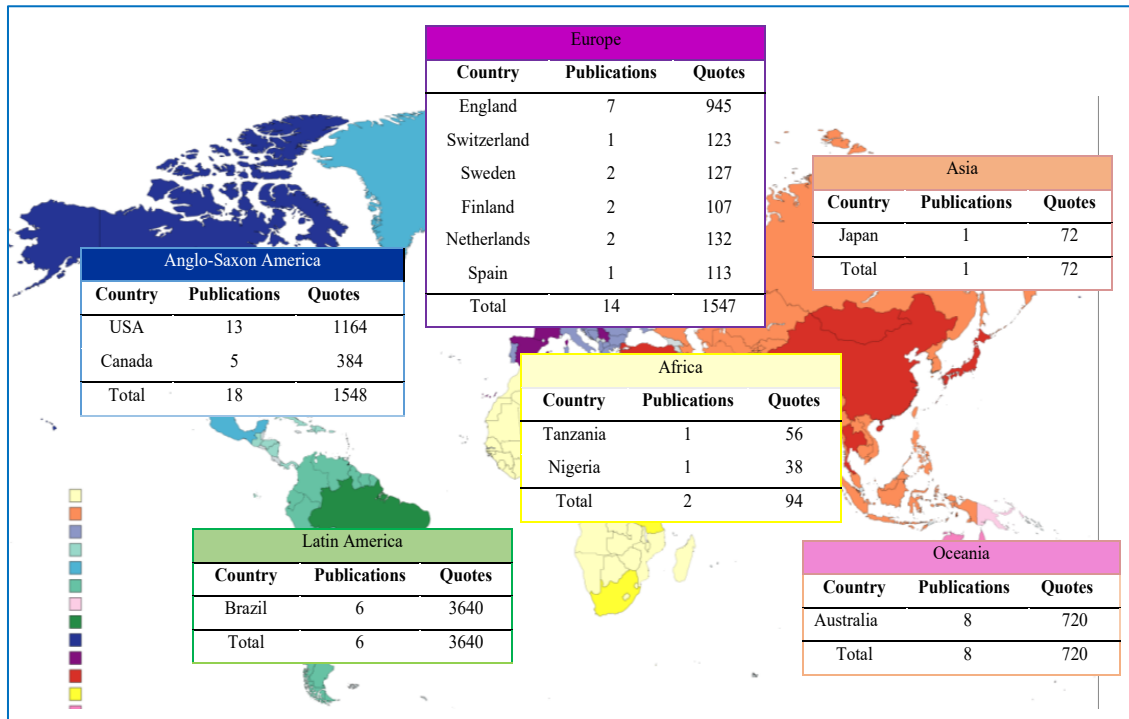 Europe
Country Publications Quotes
England 7 945
Switzerland 1 123
Sweden 2 127
Finland 2 107
Netherlands 2 132
Spain 1 113
Total 14 1547
Asia
Country Publications Quotes
Japan 1 72
Total 1 72
Anglo-Saxon America
Country Publications Quotes
USA 13 1164
Canada 5 384
Total 18 1548
Africa
Country Publications Quotes
Tanzania 1 56
Nigeria 1 38
Total 2 94
Latin America
Country Publications Quotes
Brazil 6 3640
Total 6 3640
Oceania
Country Publications Quotes
Australia 8 720
Total 8 720